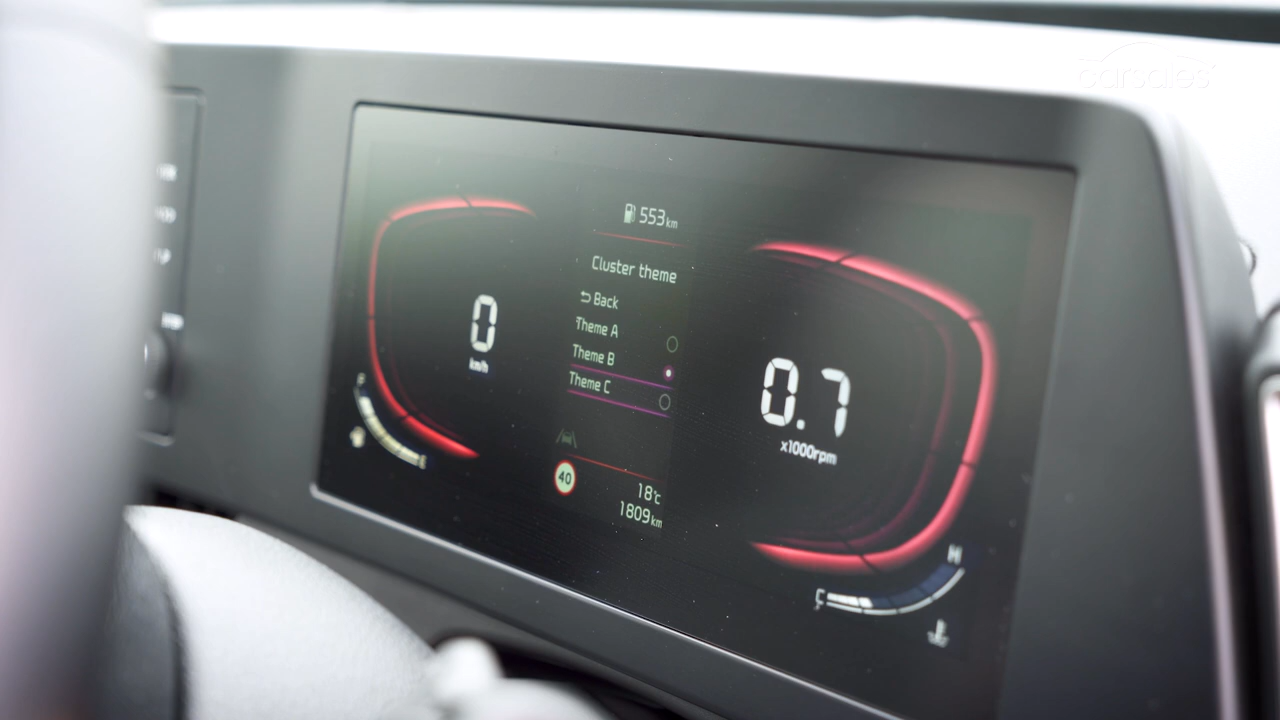 carsales
553km
Cluster theme
Back
Theme A
Theme B
Theme C
0
km/h
0.7
x1000rpm
40
18°C
1809km
E
H
C